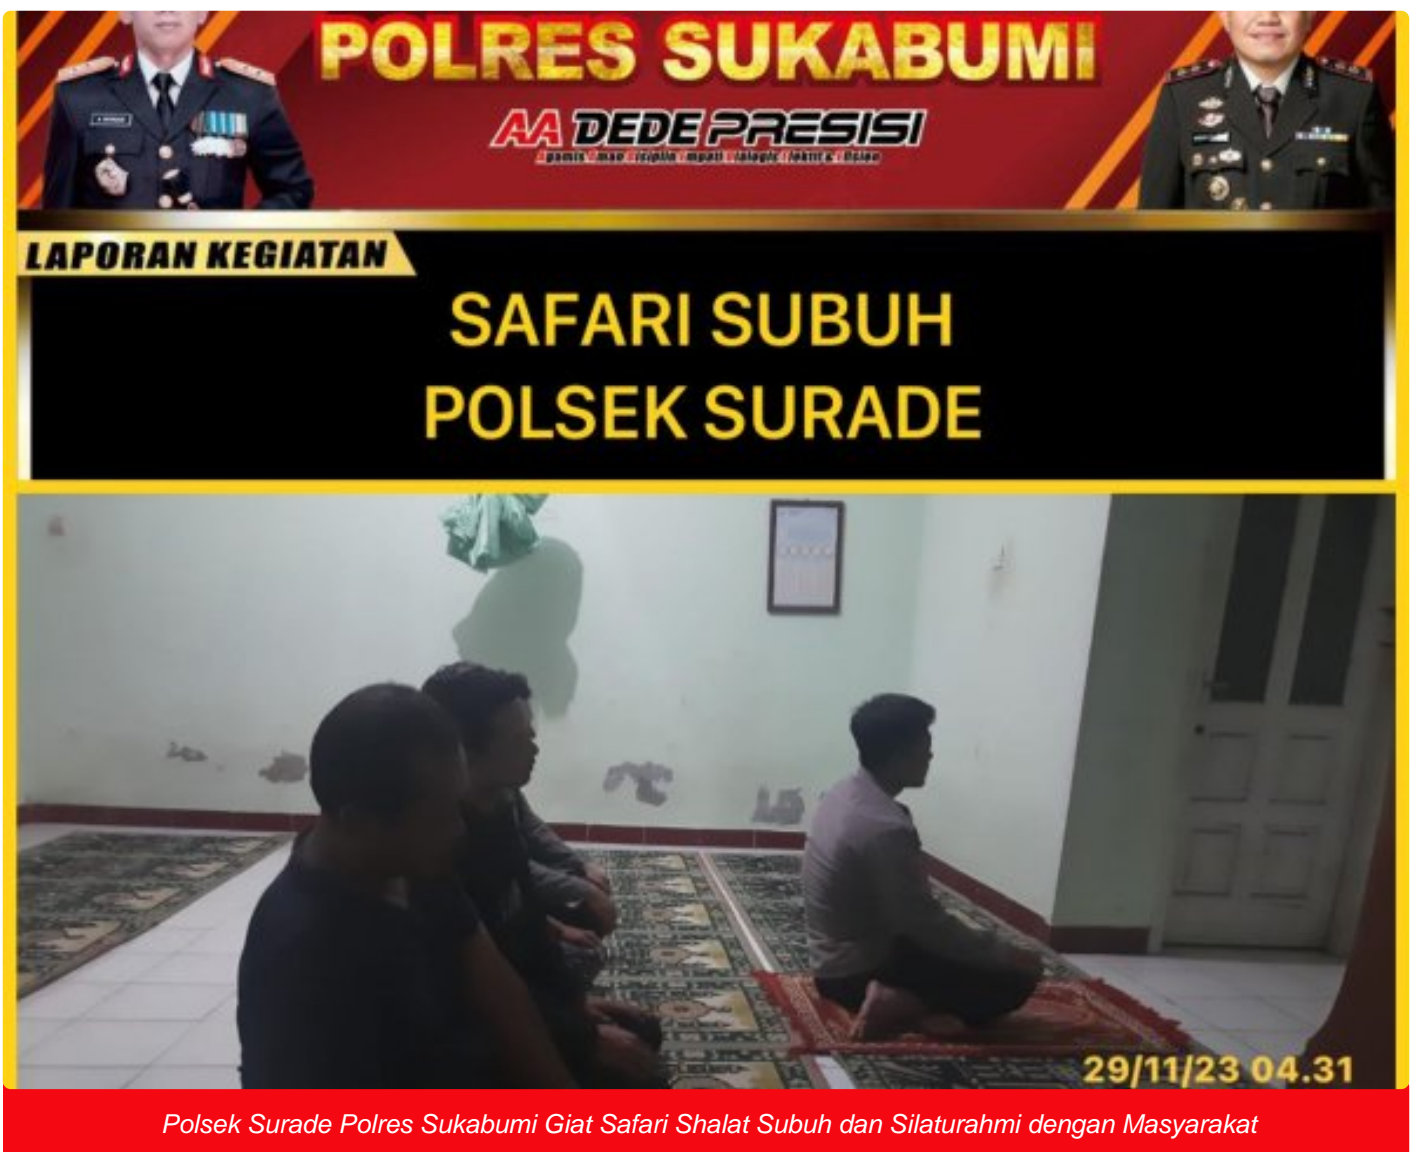 POLRES SUKABUMI
AA DEDE PRESISI
LAPORAN KEGIATAN
SAFARI SUBUH
POLSEK SURADE
29/11/23 04.31
Polsek Surade Polres Sukabumi Giat Safari Shalat Subuh dan Silaturahmi dengan Masyarakat